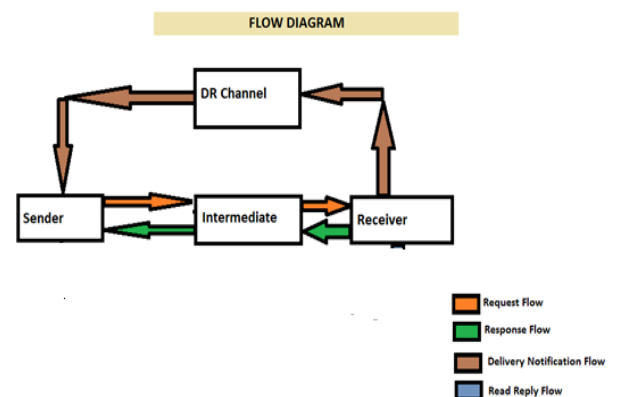 FLOW DIAGRAM
DR Channel
Sender
Intermediate
Receiver
Request Flow
Response Flow
Delivery Notification Flow
Read Reply Flow